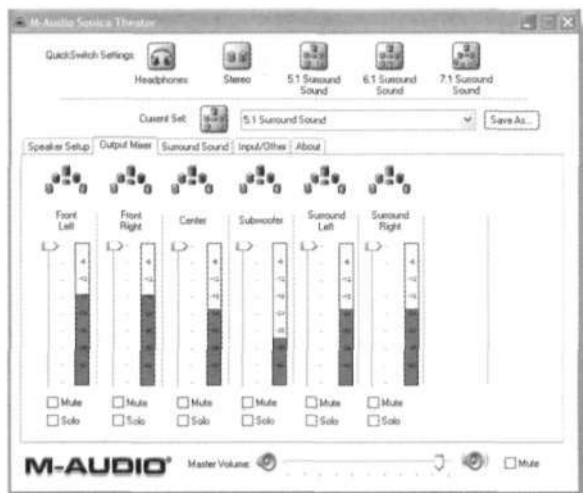 M-Audio Sonica Theater
QuickSwitch Settings:
Headphones
Stereo
5.1 Surround Sound
6.1 Surround Sound
7.1 Surround Sound
Current Set:
5.1 Surround Sound
Save As...
Speaker Setup
Output Mixer
Surround Sound
Input/Other
About
Front Left
Front Right
Center
Subwoofer
Surround Left
Surround Right
Mute
Mute
Mute
Mute
Mute
Mute
Solo
Solo
Solo
Solo
Solo
Solo
M-AUDIO®
Master Volume:
Mute